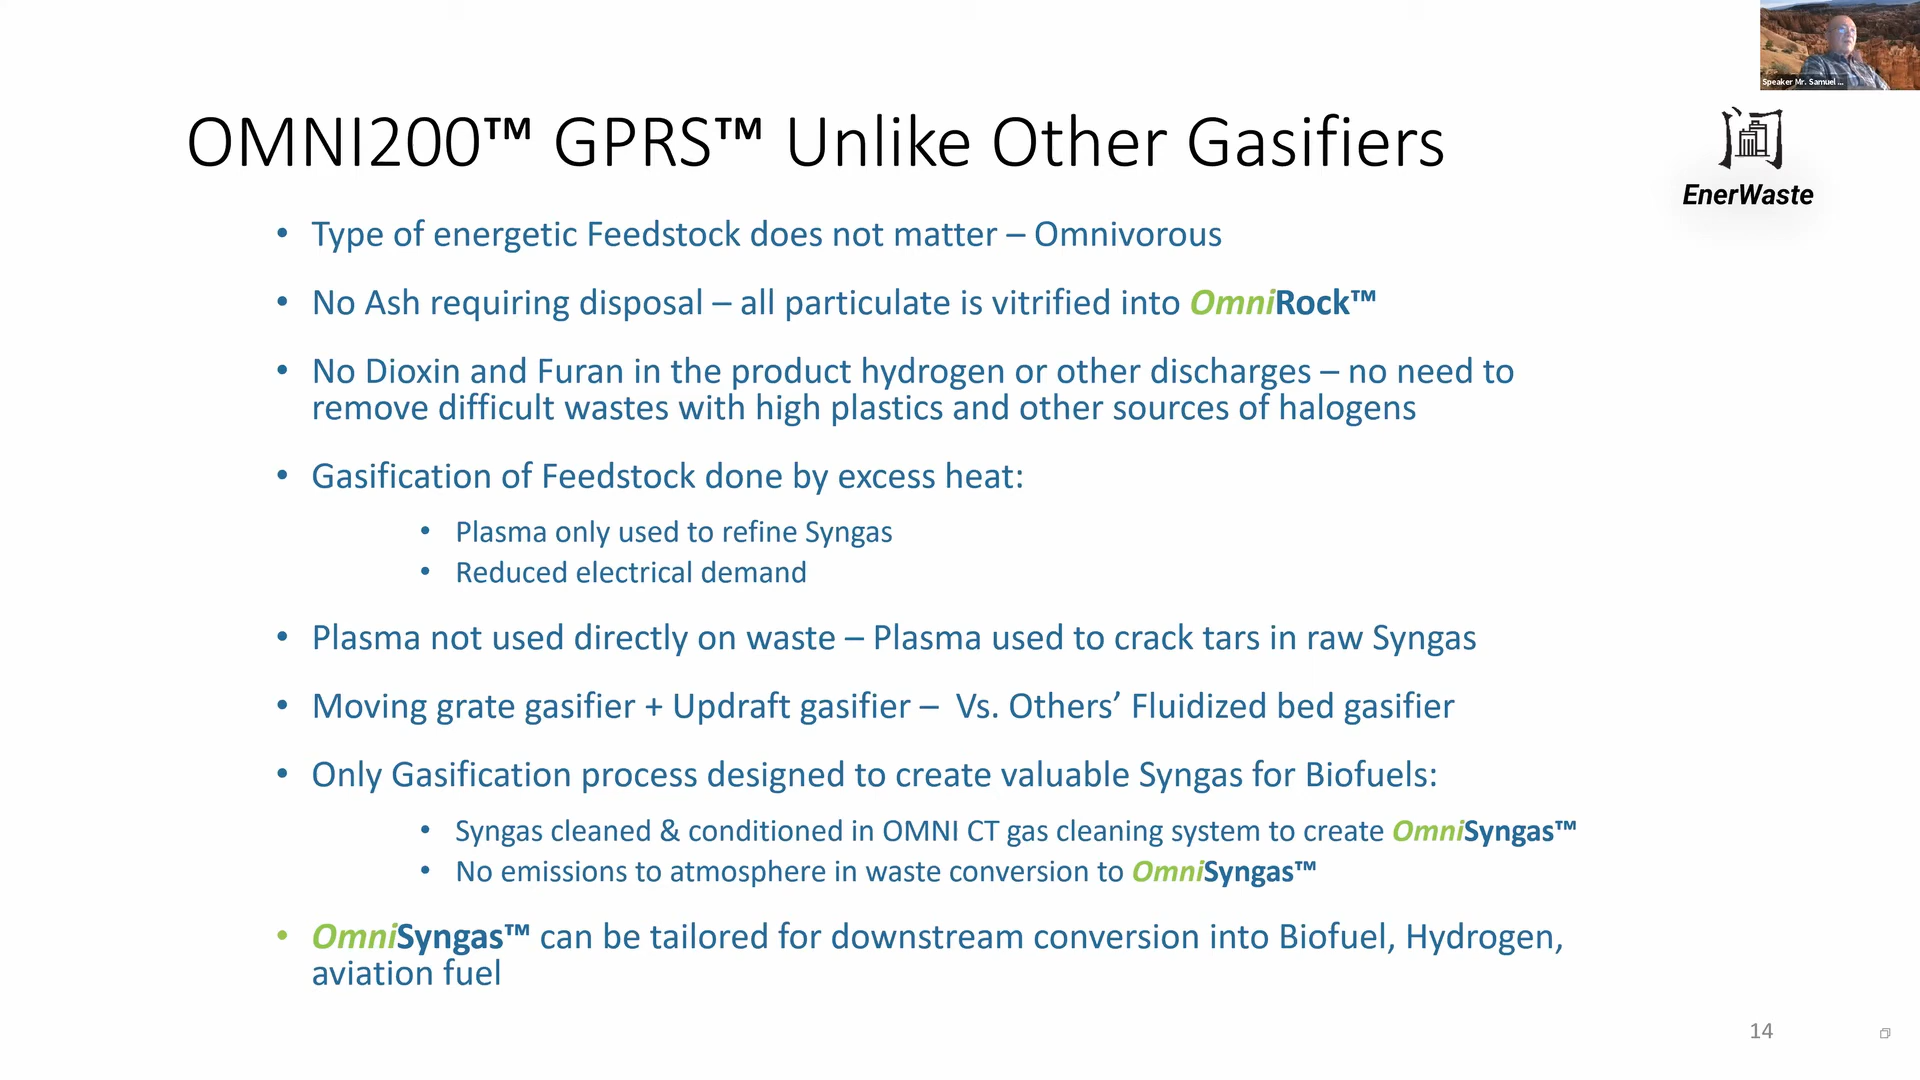 Speaker Mr. Samuel ...
OMNI200™ GPRS™ Unlike Other Gasifiers
EnerWaste
• Type of energetic Feedstock does not matter – Omnivorous
• No Ash requiring disposal – all particulate is vitrified into OmniRock™
• No Dioxin and Furan in the product hydrogen or other discharges – no need to
remove difficult wastes with high plastics and other sources of halogens
• Gasification of Feedstock done by excess heat:
• Plasma only used to refine Syngas
• Reduced electrical demand
• Plasma not used directly on waste – Plasma used to crack tars in raw Syngas
• Moving grate gasifier + Updraft gasifier – Vs. Others’ Fluidized bed gasifier
• Only Gasification process designed to create valuable Syngas for Biofuels:
• Syngas cleaned & conditioned in OMNI CT gas cleaning system to create OmniSyngas™
• No emissions to atmosphere in waste conversion to OmniSyngas™
• OmniSyngas™ can be tailored for downstream conversion into Biofuel, Hydrogen,
aviation fuel
14